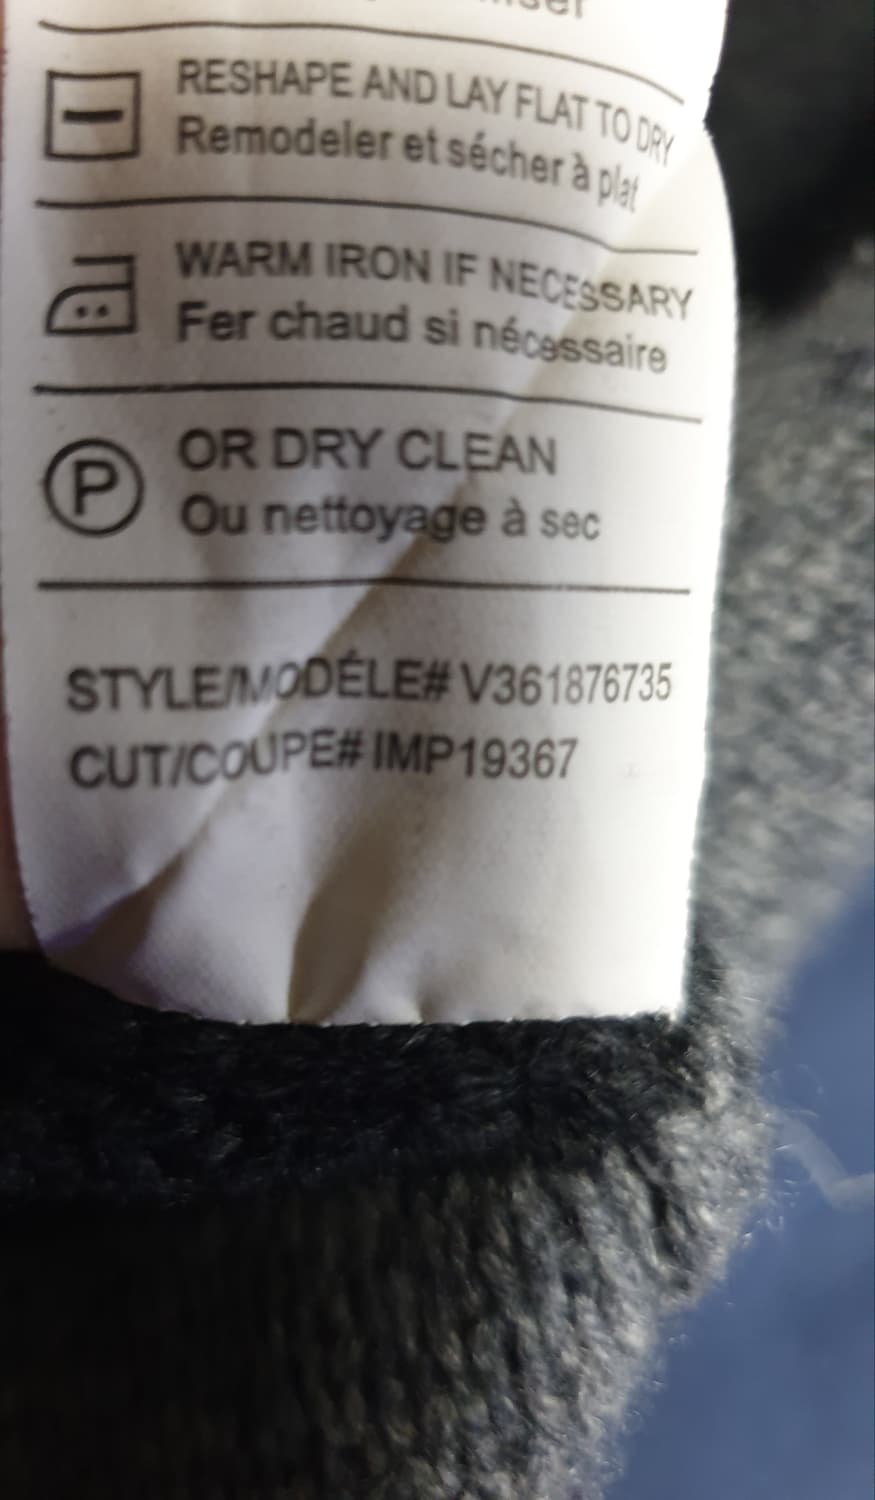 RESHAPE AND LAY FLAT TO DRY
Remodeler et sécher à plat
WARM IRON IF NECESSARY
Fer chaud si nécessaire
P
OR DRY CLEAN
Ou nettoyage à sec
STYLE/MODÉLE# V361876735
CUT/COUPE# IMP19367